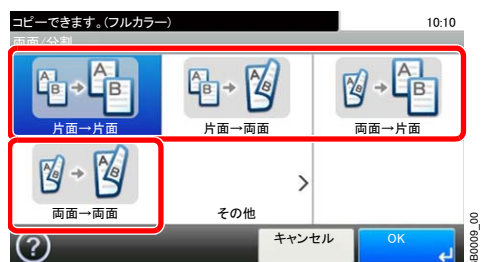 コピーできます。(フルカラー)
10:10
両面/分割
A B A B
片面→片面
A B A B
片面→両面
A B A B
両面→片面
A B A B
両面→両面
その他
?
キャンセル
OK
B0009_00